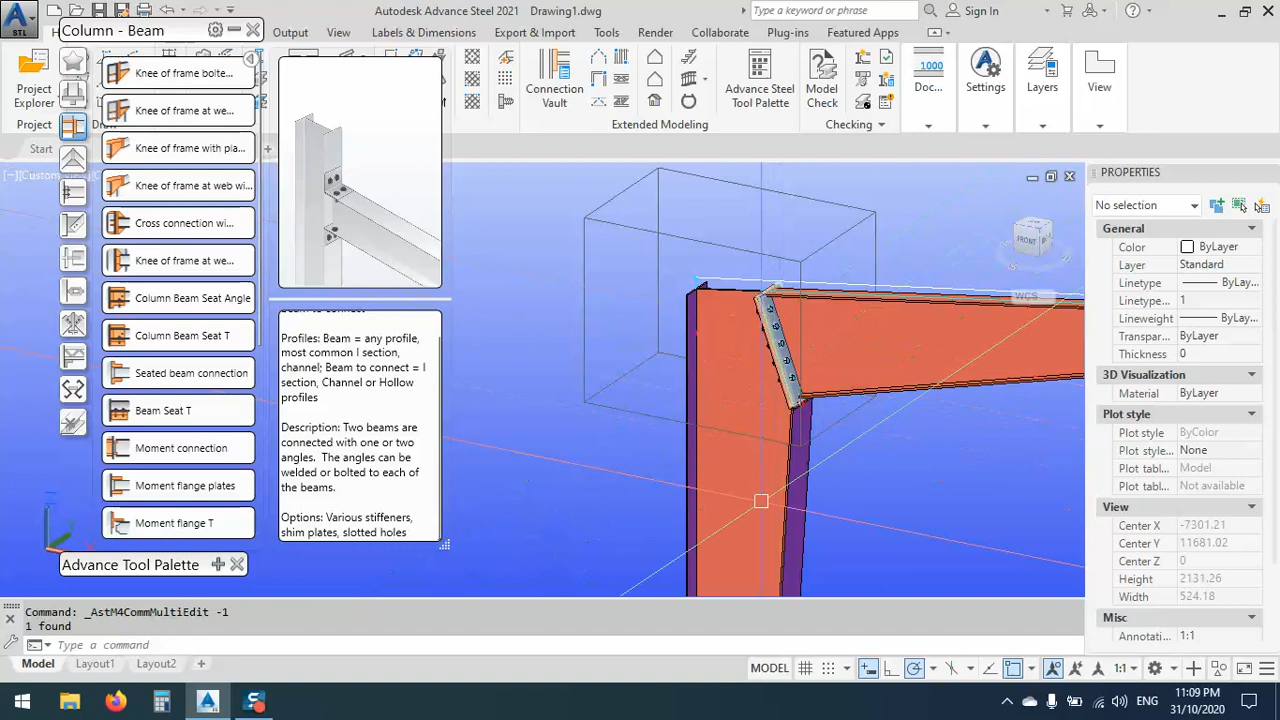 Autodesk Advance Steel 2021 Drawing1.dwg
Type a keyword or phrase
Sign In
STL
Column - Beam
Output
View
Labels & Dimensions
Export & Import
Tools
Render
Collaborate
Plug-ins
Featured Apps
Project
Explorer
Connection
Vault
Advance Steel
Tool Palette
Model
Check
1000
Doc...
Settings
Layers
View
Project
Extended Modeling
Checking
Start
Knee of frame bolte...
Knee of frame at we...
Knee of frame with pla...
Knee of frame at web wi...
Cross connection wi...
Knee of frame at we...
Column Beam Seat Angle
Column Beam Seat T
Seated beam connection
Beam Seat T
Moment connection
Moment flange plates
Moment flange T
Advance Tool Palette
Profiles: Beam = any profile,
most common I section,
channel; Beam to connect = I
section, Channel or Hollow
profiles
Description: Two beams are
connected with one or two
angles. The angles can be
welded or bolted to each of
the beams.
Options: Various stiffeners,
shim plates, slotted holes
FRONT
WCS
PROPERTIES
No selection
General
Color ByLayer
Layer Standard
Linetype ByLay...
Linetype... 1
Lineweight ByLay...
Transpar... ByLayer
Thickness 0
3D Visualization
Material ByLayer
Plot style
Plot style ByColor
Plot style... None
Plot tabl... Model
Plot tabl... Not available
View
Center X -7301.21
Center Y 11681.02
Center Z 0
Height 2131.26
Width 524.18
Misc
Annotati... 1:1
Command: _AstM4CommMultiEdit -1
1 found
Type a command
Model Layout1 Layout2
MODEL
1:1
ENG
11:09 PM
31/10/2020